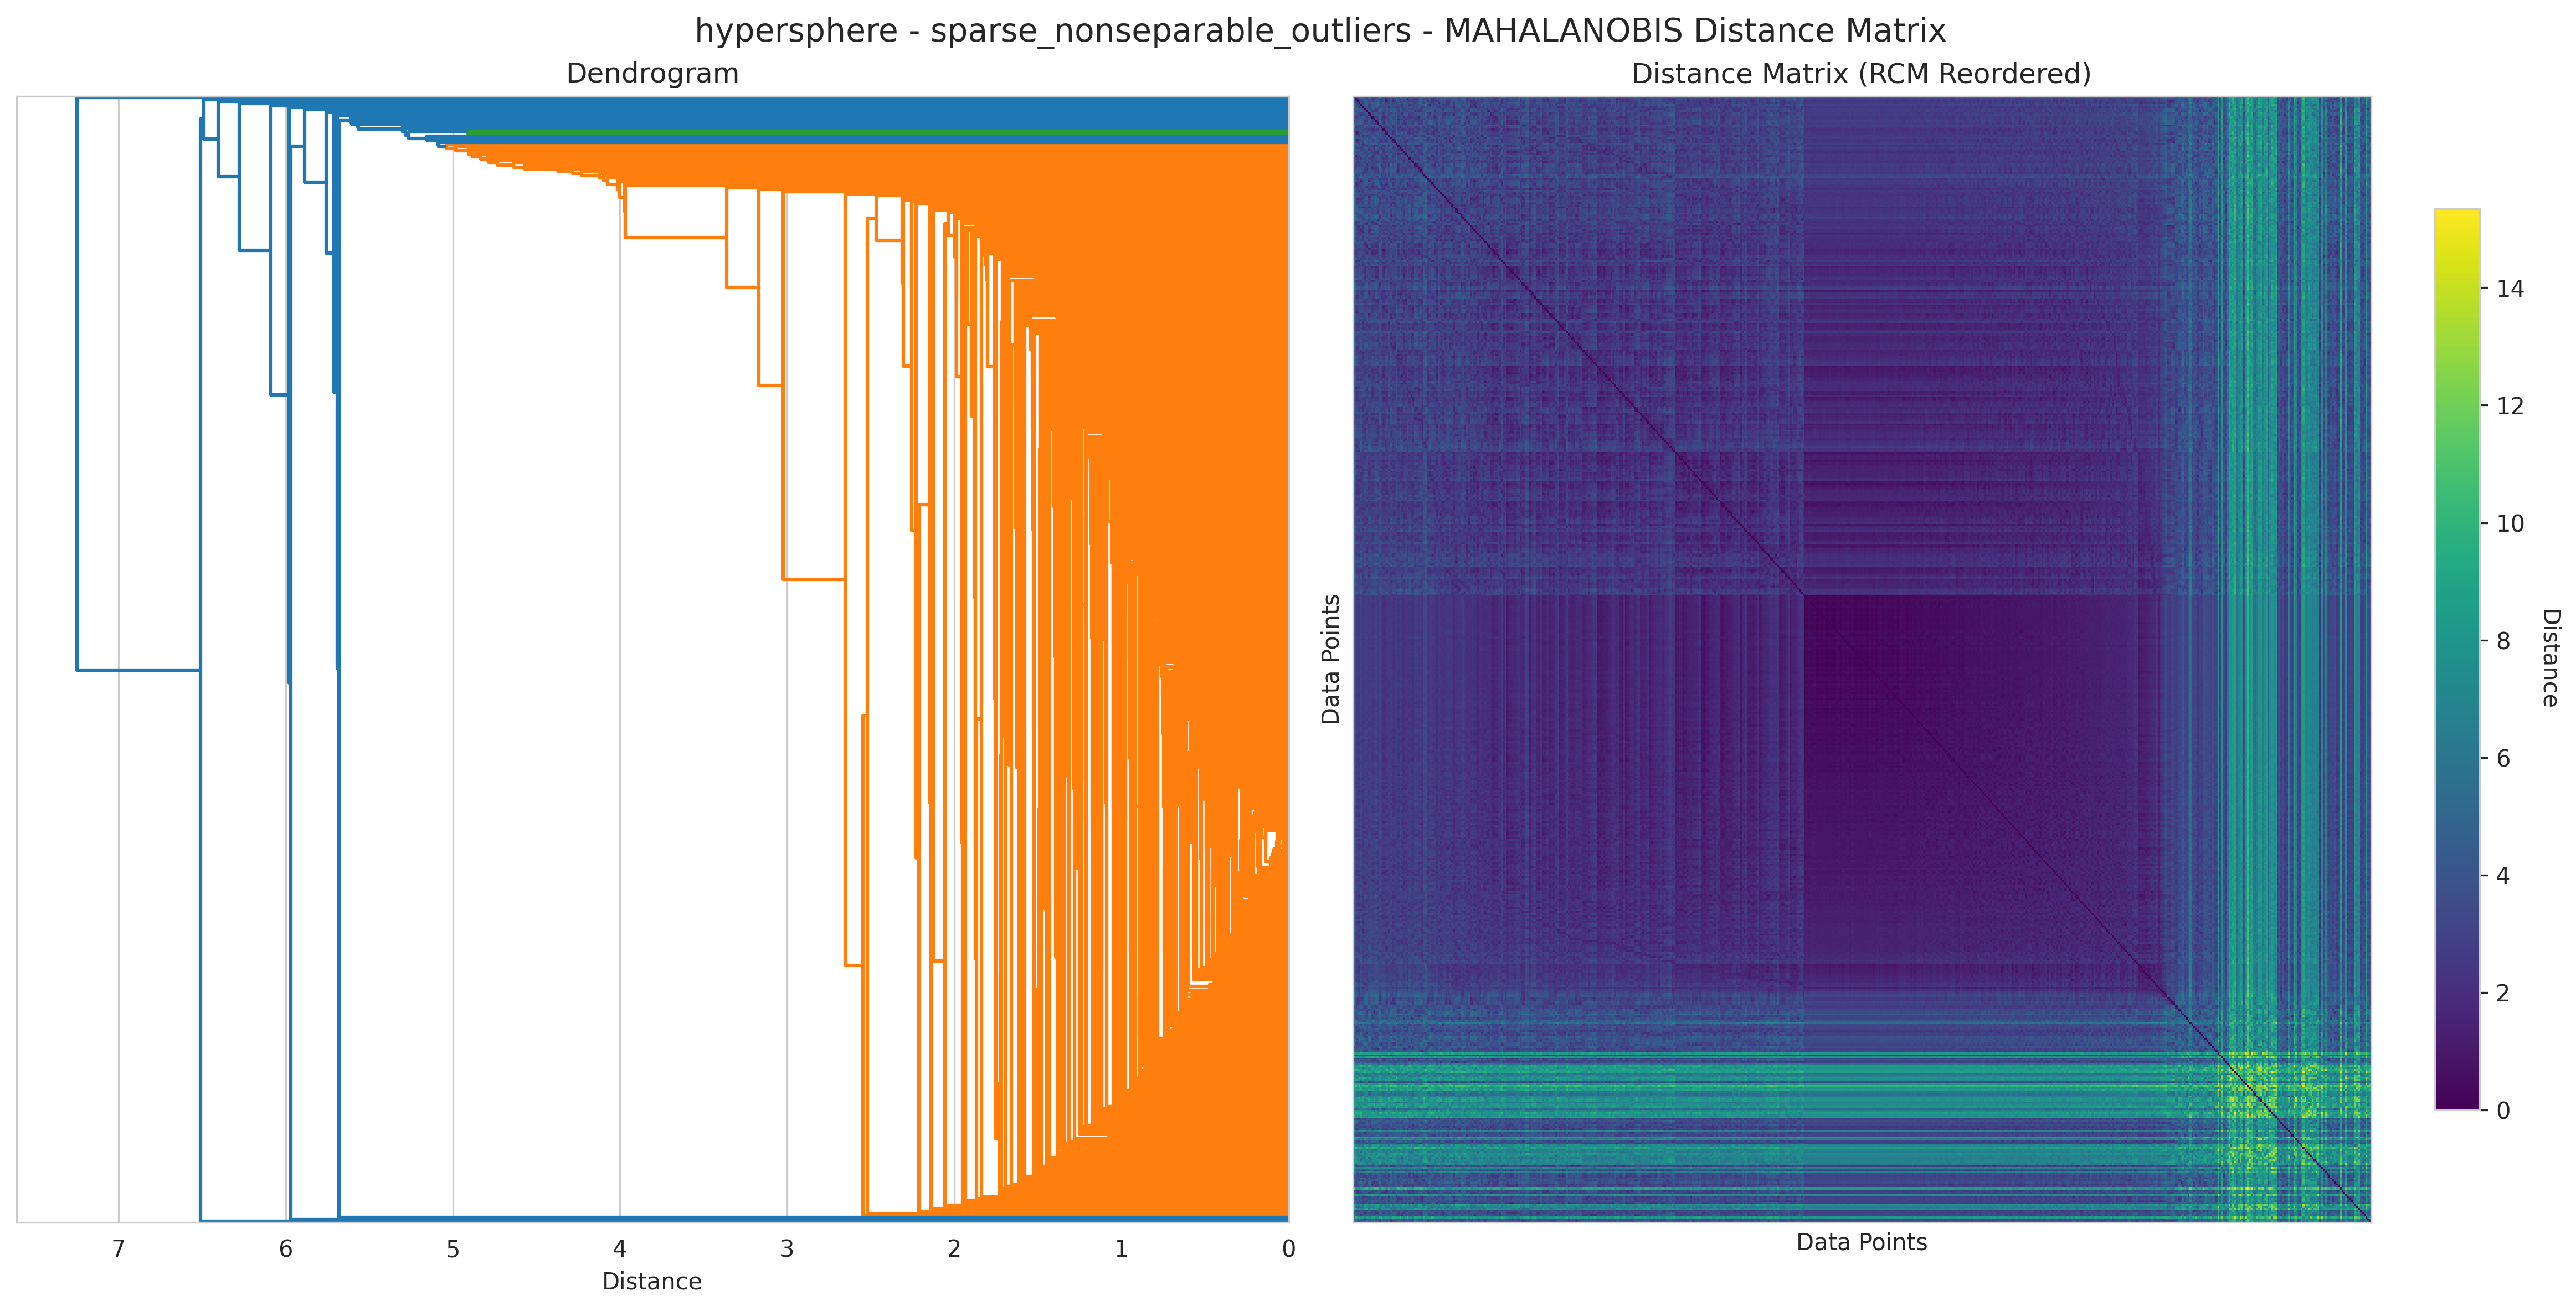 hypersphere - sparse_nonseparable_outliers - MAHALANOBIS Distance Matrix
Dendrogram
7 6 5 4 3 2 1 0
Distance
Distance Matrix (RCM Reordered)
Data Points
Data Points
14
12
10
8
6
4
2
0
Distance